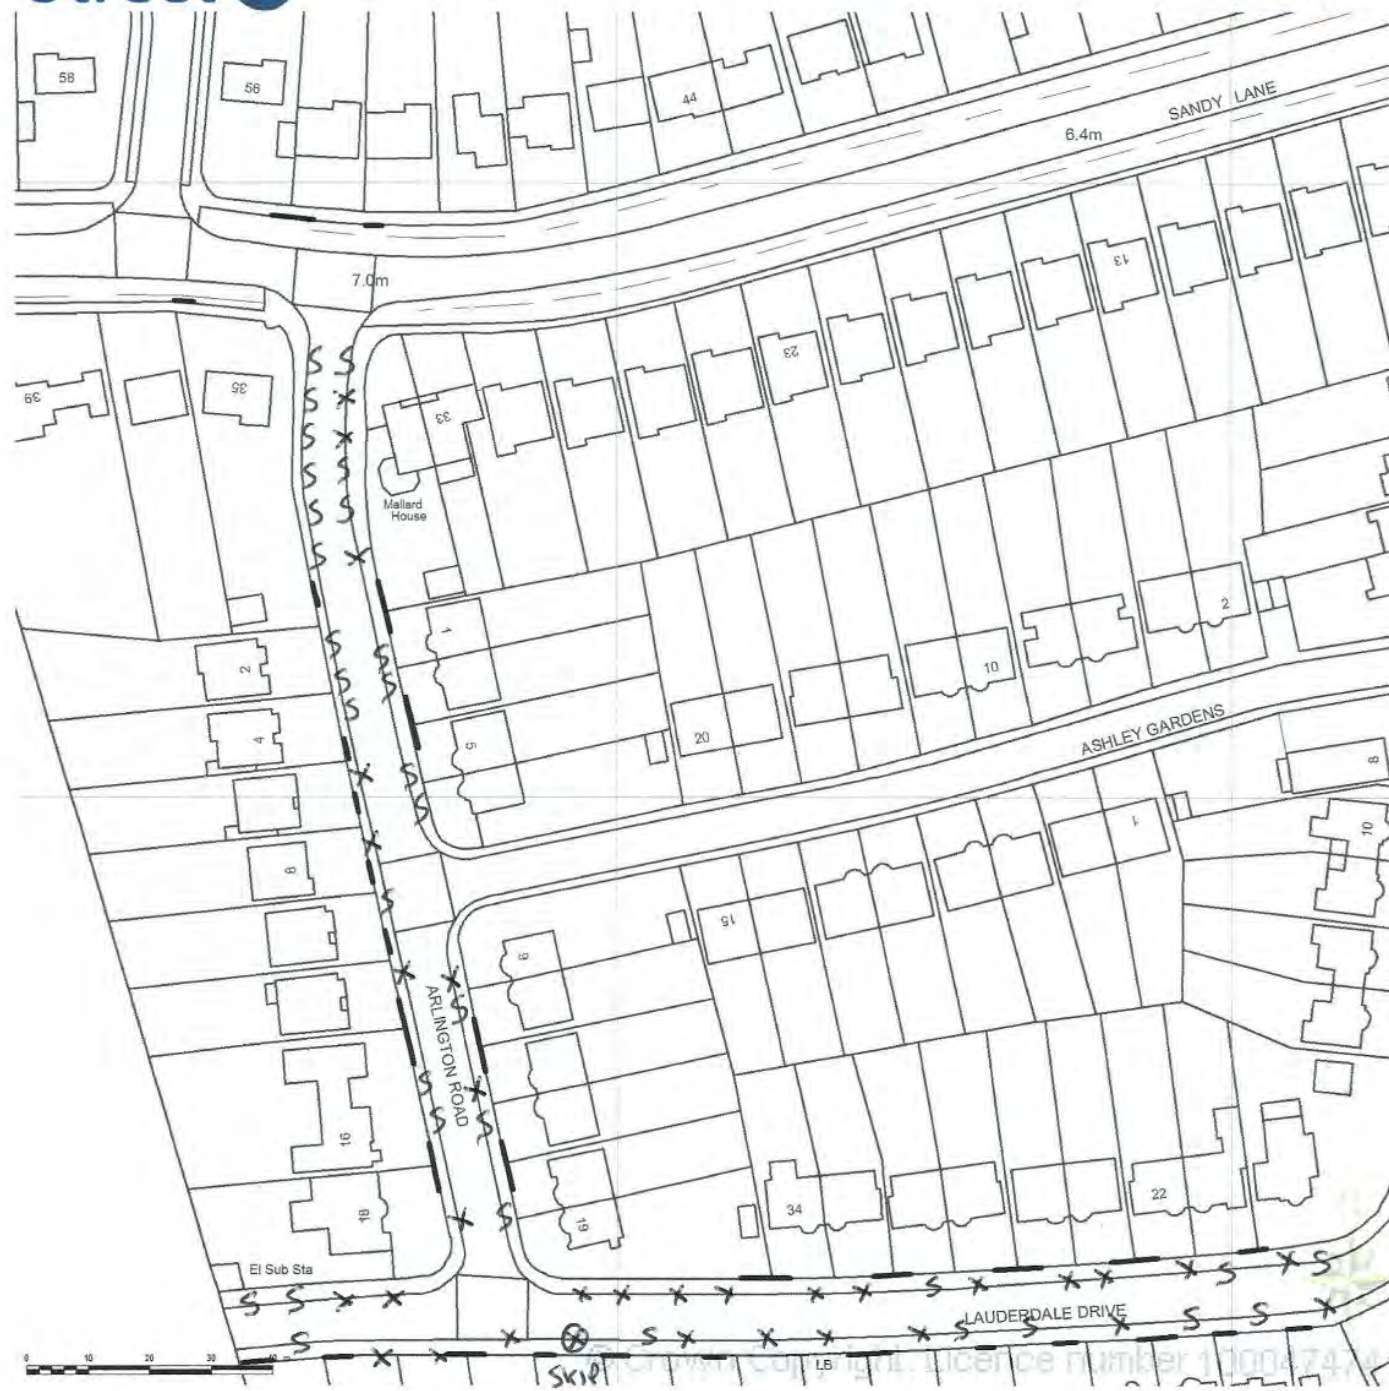 58
56
44
SANDY LANE
6.4m
7.0m
13
23
39
35
33
Mallard
House
S S
S X
S X
S S
S S
S X
1
2
2
S S
S S
S
10
4
5
20
ASHLEY GARDENS
X S
S
8
1
10
X
8
S
15
9
X X
S
ARLINGTON ROAD
S X
S S
16
22
34
18
19
X S
El Sub Sta
S S X X
X X X X X X S X X X X S X S
LAUDERDALE DRIVE
S X X ⊗ S X X X X S S X S S X
0 10 20 30
LB
© Crown Copyright. Licence number 100047474
SKIP